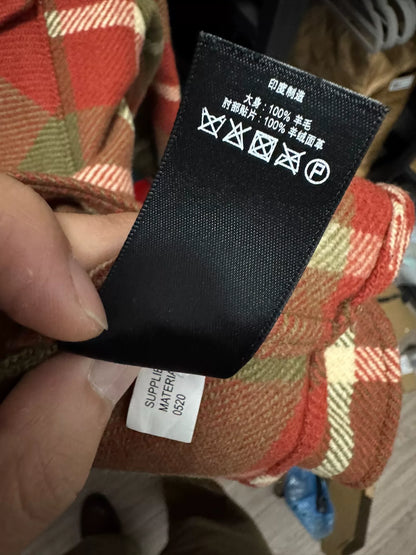 印度制造
大身：100% 羊毛
肘部贴片：100% 羊绒面革
P
SUPPLIE
MATERIA
0520